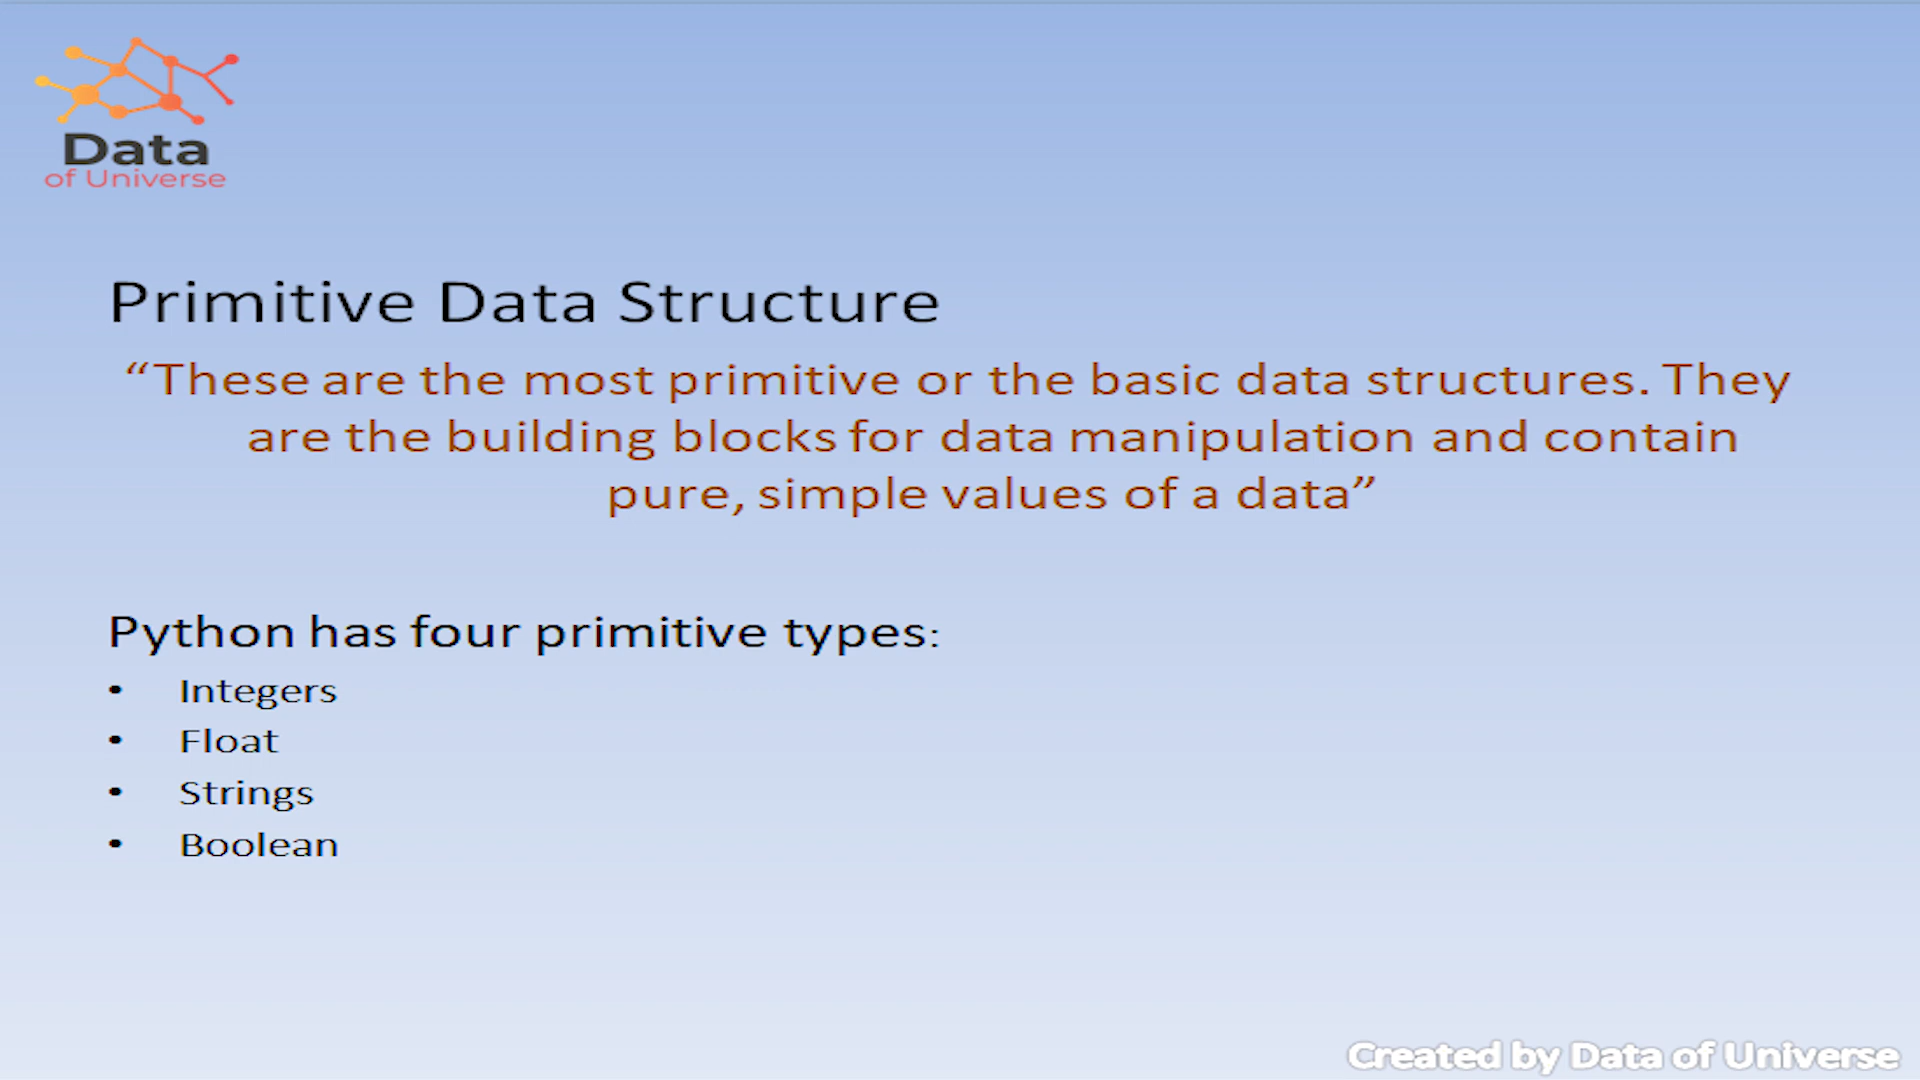 Data
of Universe
Primitive Data Structure
“These are the most primitive or the basic data structures. They
are the building blocks for data manipulation and contain
pure, simple values of a data”
Python has four primitive types:
• Integers
• Float
• Strings
• Boolean
Created by Data of Universe